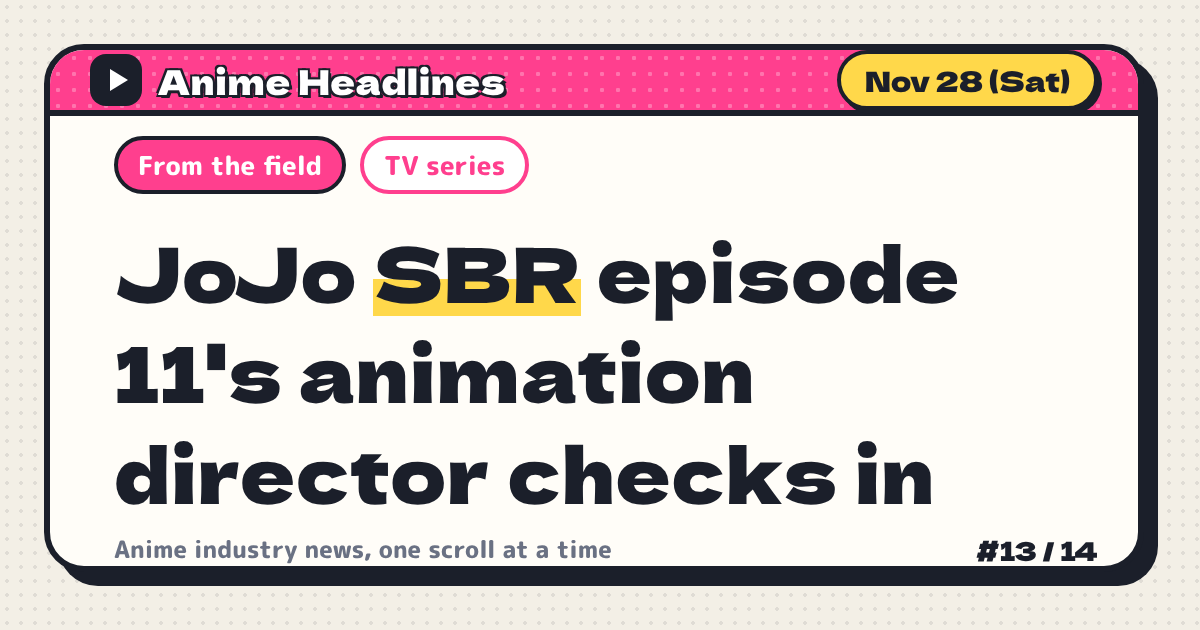 Anime Headlines
Nov 28 (Sat)
From the field
TV series
JoJo SBR episode
11's animation
director checks in
Anime industry news, one scroll at a time
#13 / 14